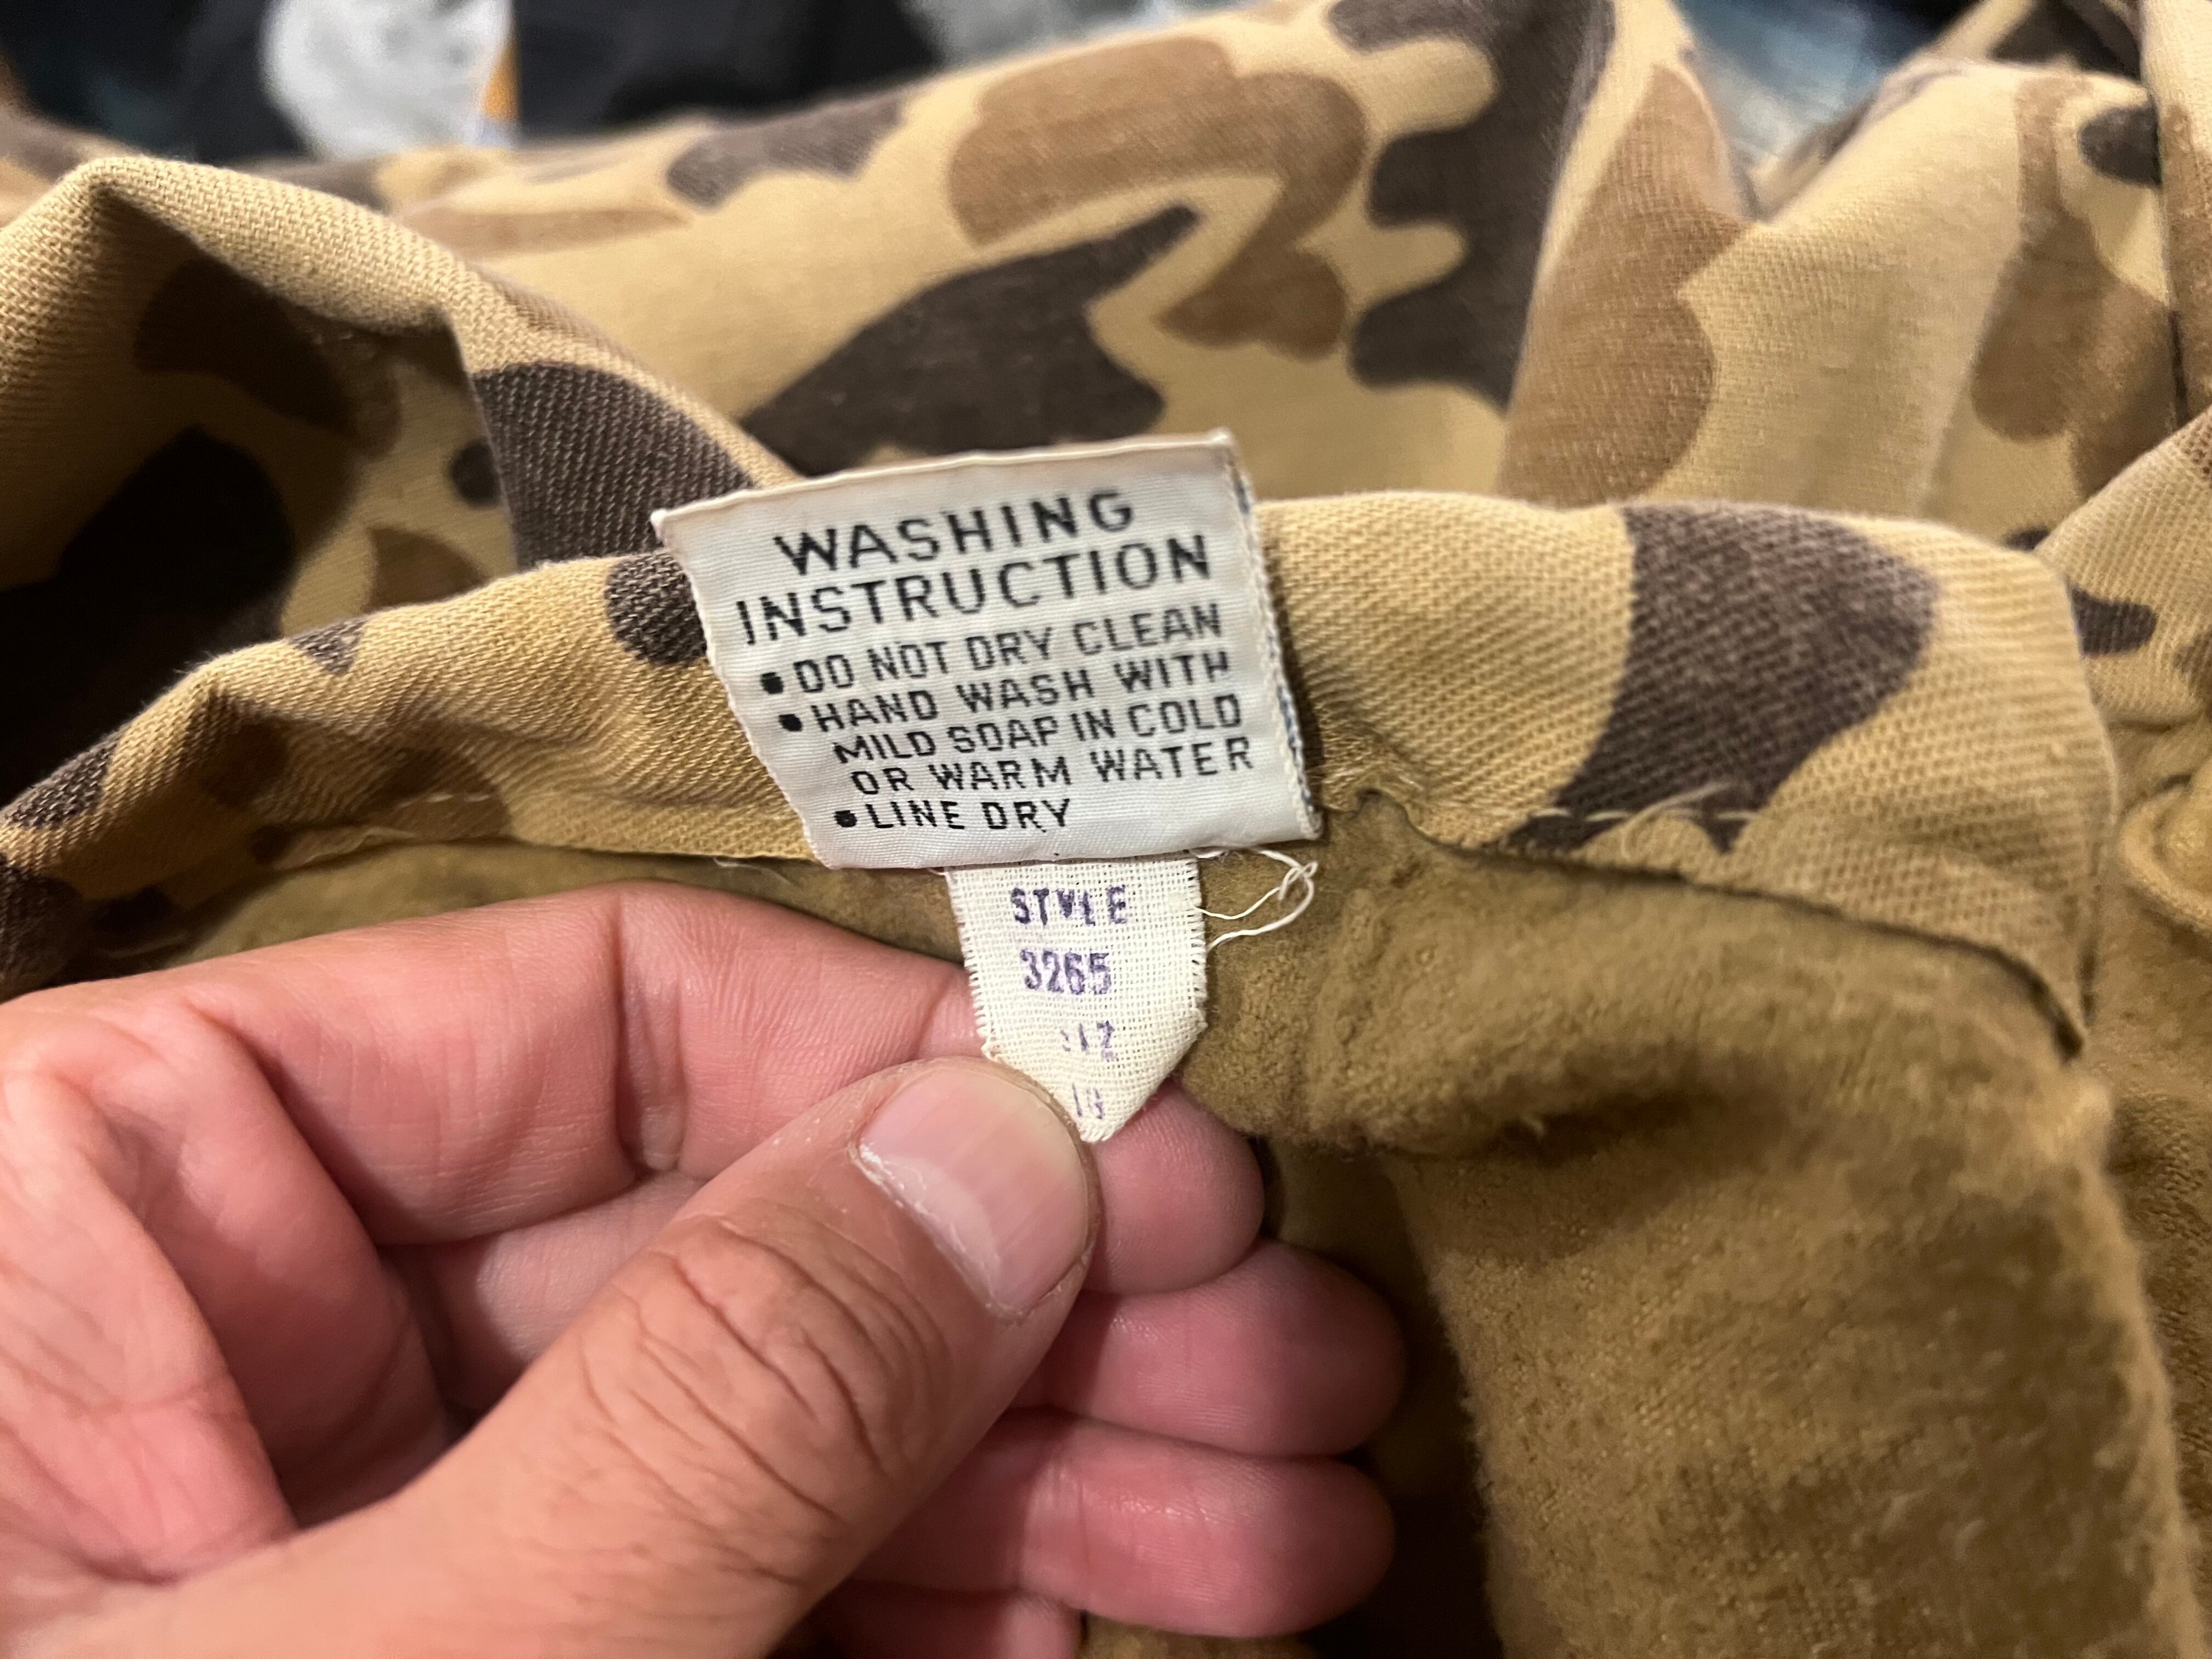 WASHING
INSTRUCTION
• DO NOT DRY CLEAN
• HAND WASH WITH
MILD SOAP IN COLD
OR WARM WATER
• LINE DRY
STYLE
3265